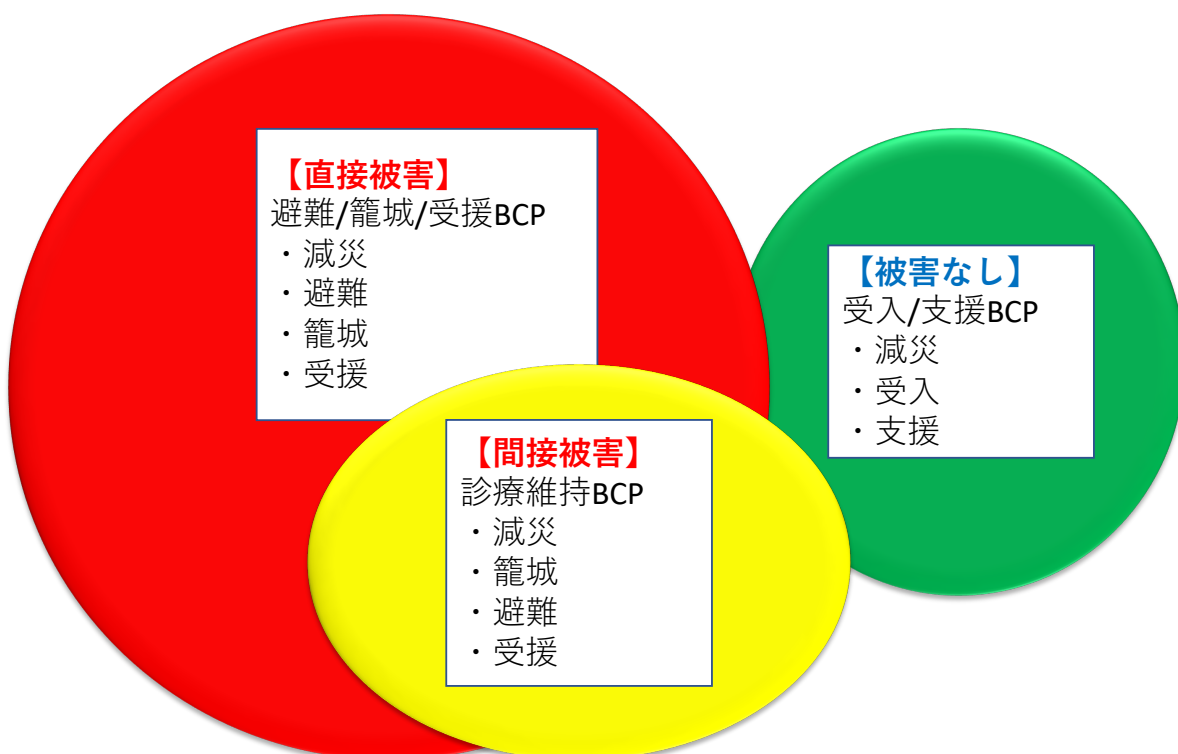 【直接被害】
避難/籠城/受援BCP
・減災
・避難
・籠城
・受援
【被害なし】
受入/支援BCP
・減災
・受入
・支援
【間接被害】
診療維持BCP
・減災
・籠城
・避難
・受援